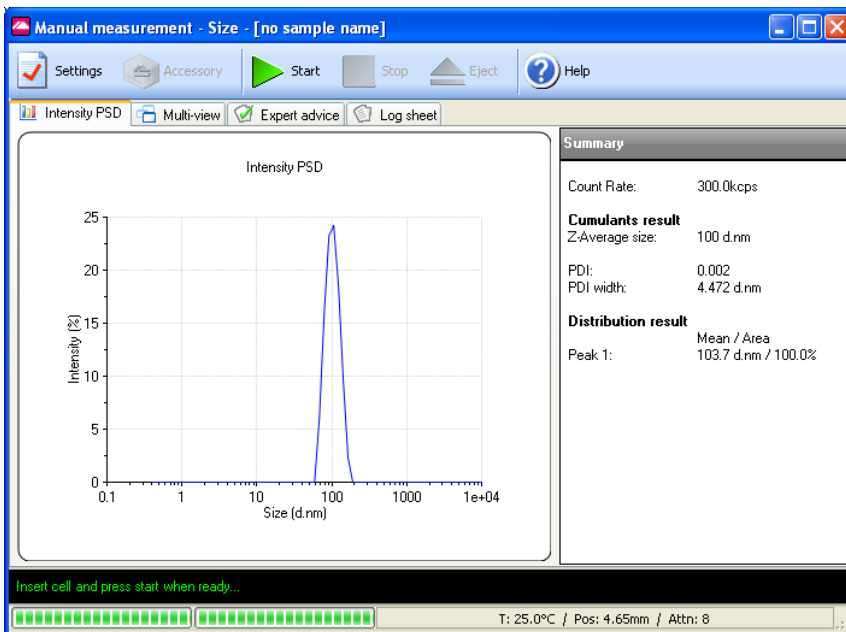 Manual measurement - Size - [no sample name]
Settings Accessory Start Stop Eject Help
Intensity PSD Multi-view Expert advice Log sheet
Intensity PSD
25
20
15
10
5
0
Intensity (%)
0.1 1 10 100 1000 1e+04
Size (d.nm)
Summary
Count Rate: 300.0kcps
Cumulants result
Z-Average size: 100 d.nm
PDI: 0.002
PDI width: 4.472 d.nm
Distribution result
Mean / Area
Peak 1: 103.7 d.nm / 100.0%
Insert cell and press start when ready...
T: 25.0°C / Pos: 4.65mm / Attn: 8